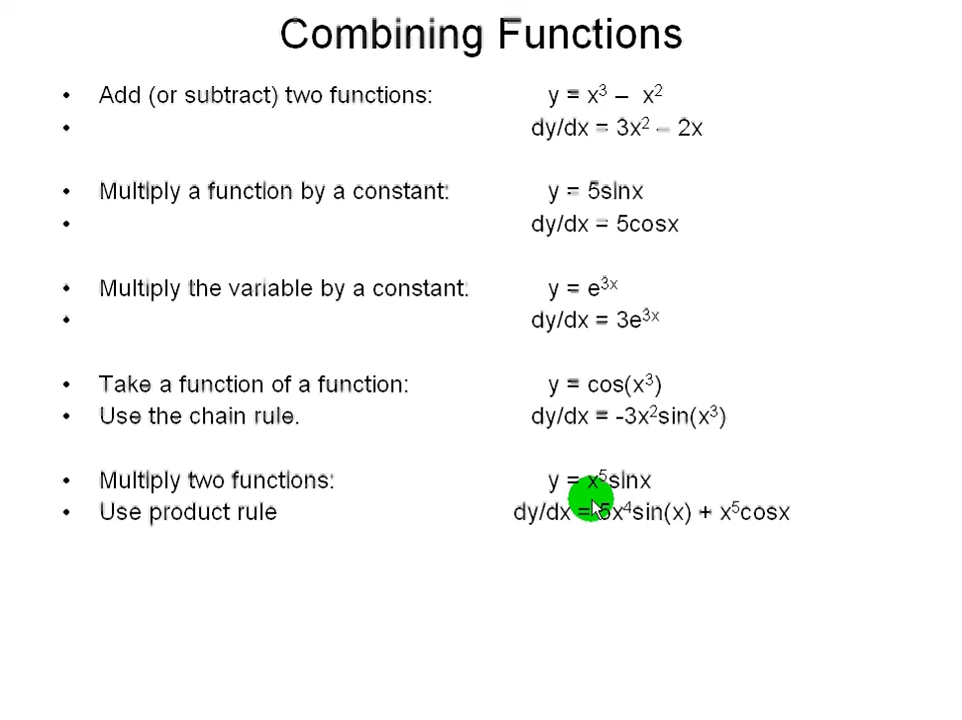 Combining Functions
• Add (or subtract) two functions: y = x³ – x²
• dy/dx = 3x² – 2x
• Multiply a function by a constant: y = 5sinx
• dy/dx = 5cosx
• Multiply the variable by a constant: y = e³ˣ
• dy/dx = 3e³ˣ
• Take a function of a function: y = cos(x³)
• Use the chain rule. dy/dx = -3x²sin(x³)
• Multiply two functions: y = x⁵sinx
• Use product rule dy/dx = 5x⁴sin(x) + x⁵cosx